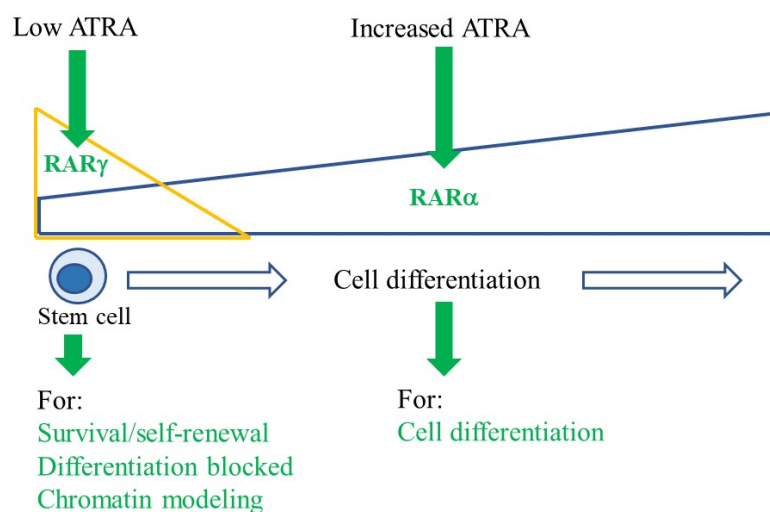 Low ATRA
Increased ATRA
RARγ
RARα
Stem cell
Cell differentiation
For:
Survival/self-renewal
Differentiation blocked
Chromatin modeling
For:
Cell differentiation